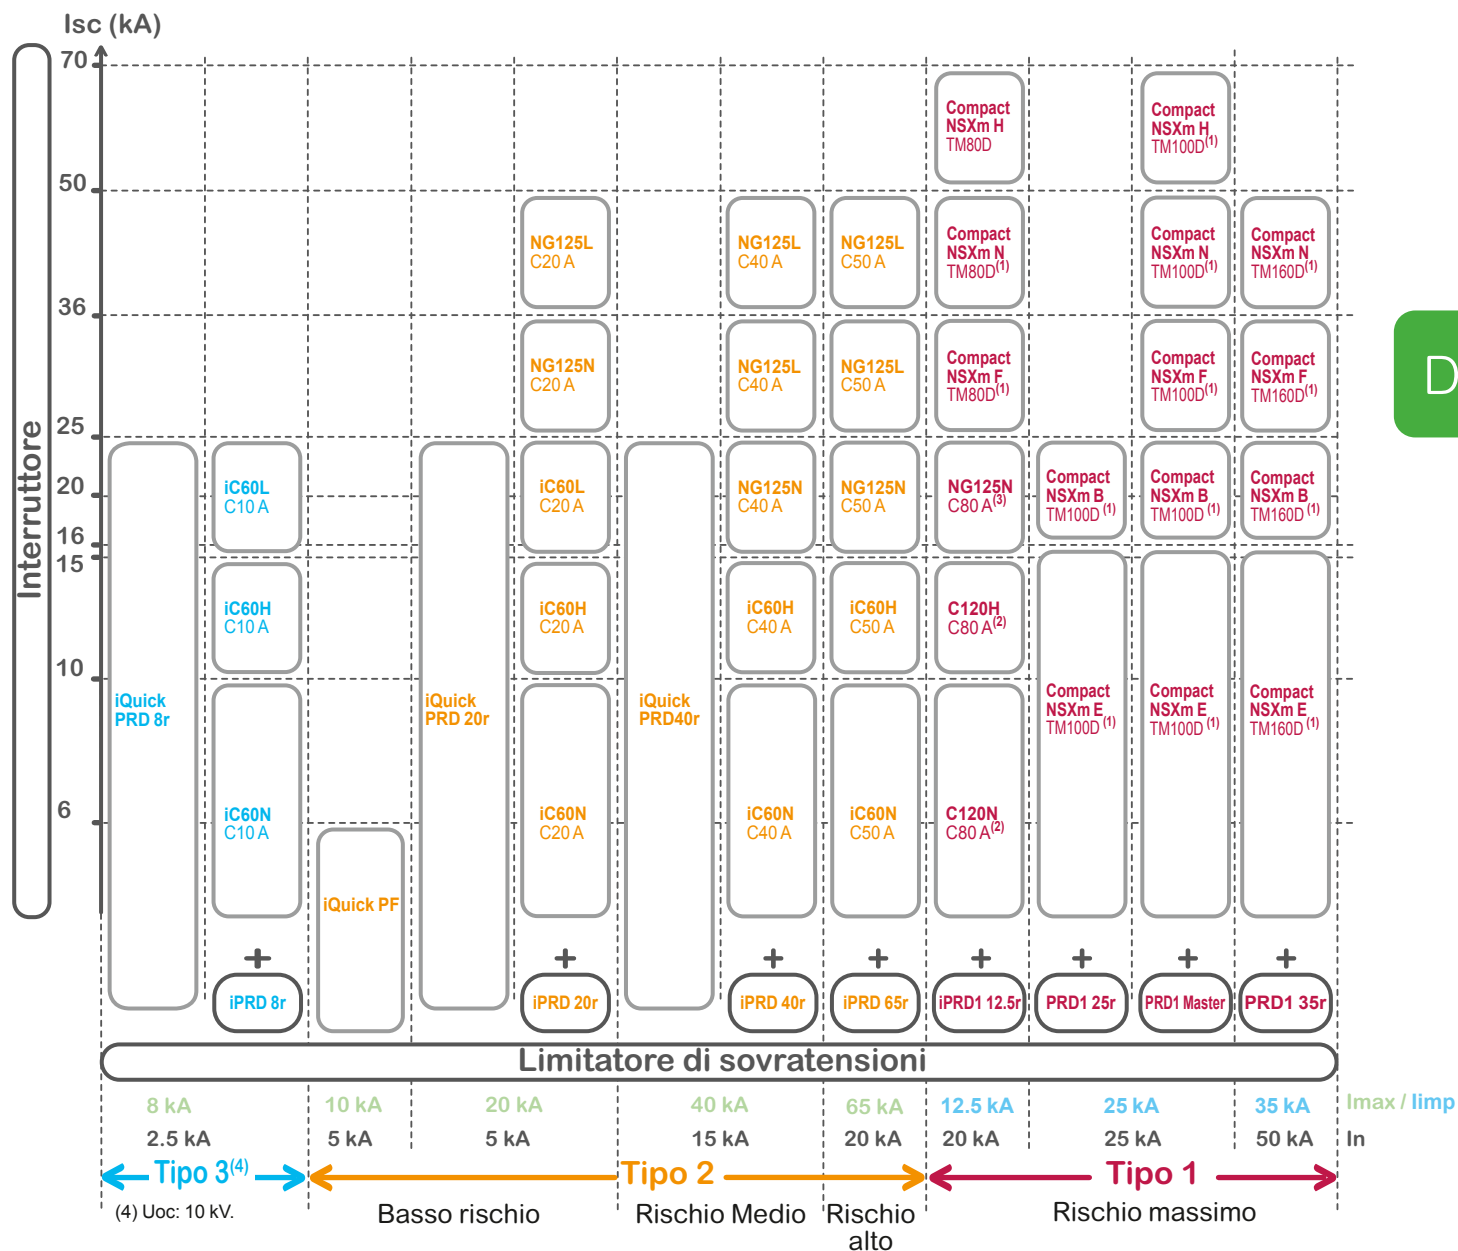 Isc (kA)
70
50
36
25
20
16
15
10
6
Interruttore
Compact
NSXm H
TM80D
Compact
NSXm H
TM100D(1)
NG125L
C20 A
NG125L
C40 A
NG125L
C50 A
Compact
NSXm N
TM80D(1)
Compact
NSXm N
TM100D(1)
Compact
NSXm N
TM160D(1)
NG125N
C20 A
NG125L
C40 A
NG125L
C50 A
Compact
NSXm F
TM80D(1)
Compact
NSXm F
TM100D(1)
Compact
NSXm F
TM160D(1)
D
iC60L
C10 A
iC60L
C20 A
NG125N
C40 A
NG125N
C50 A
NG125N
C80 A(3)
Compact
NSXm B
TM100D (1)
Compact
NSXm B
TM100D (1)
Compact
NSXm B
TM160D(1)
iC60H
C10 A
iC60H
C20 A
iC60H
C40 A
iC60H
C50 A
C120H
C80 A(2)
iQuick
PRD 8r
iQuick
PRD 20r
iQuick
PRD40r
Compact
NSXm E
TM100D (1)
Compact
NSXm E
TM100D (1)
Compact
NSXm E
TM160D (1)
iC60N
C10 A
iC60N
C20 A
iC60N
C40 A
iC60N
C50 A
C120N
C80 A(2)
iQuick PF
+ + + + + + + +
iPRD 8r
iPRD 20r
iPRD 40r
iPRD 65r
iPRD1 12.5r
PRD1 25r
PRD1 Master
PRD1 35r
Limitatore di sovratensioni
8 kA 10 kA 20 kA 40 kA 65 kA 12.5 kA 25 kA 35 kA Imax / limp
2.5 kA 5 kA 5 kA 15 kA 20 kA 20 kA 25 kA 50 kA In
Tipo 3(4) Tipo 2 Tipo 1
(4) Uoc: 10 kV.
Basso rischio
Rischio Medio
Rischio
alto
Rischio massimo